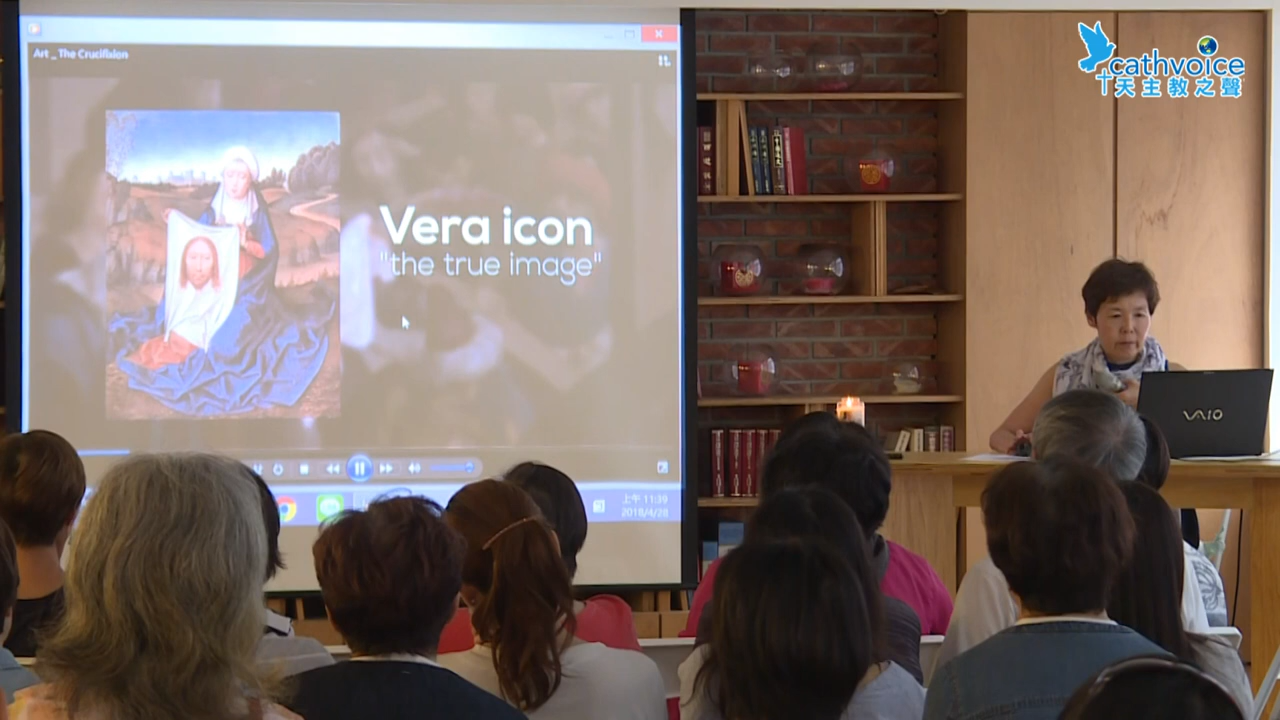 Art _ The Crucifixion
Vera icon
"the true image"
上午 11:39
2018/4/28
cathvoice
天主教之聲
VAIO